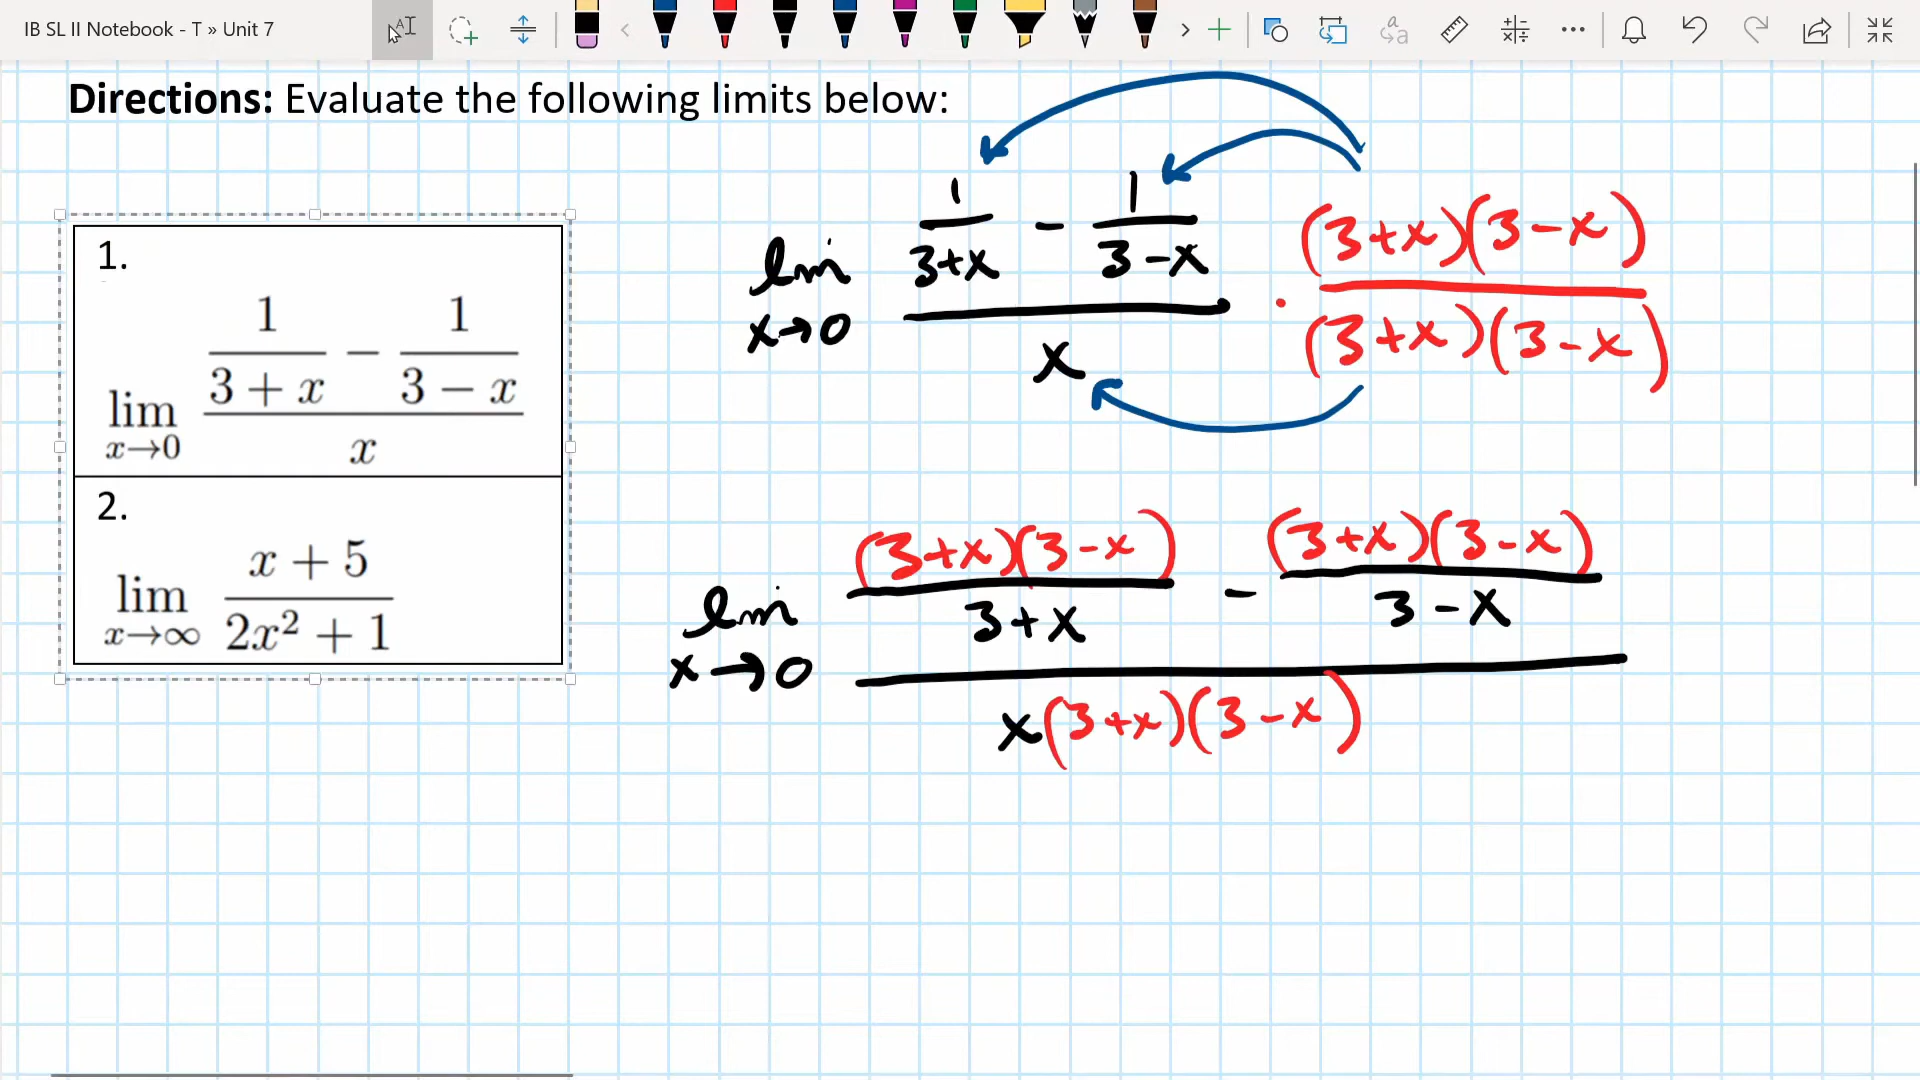 IB SL II Notebook - T » Unit 7
Directions: Evaluate the following limits below:
1.
lim x→0 (1/(3 + x) − 1/(3 − x))/x
2.
lim x→∞ (x + 5)/(2x² + 1)
lim x→0 (1/(3+x) - 1/(3-x))/x · (3+x)(3-x)/(3+x)(3-x)
lim x→0 ((3+x)(3-x)/(3+x) - (3+x)(3-x)/(3-x))/(x(3+x)(3-x))